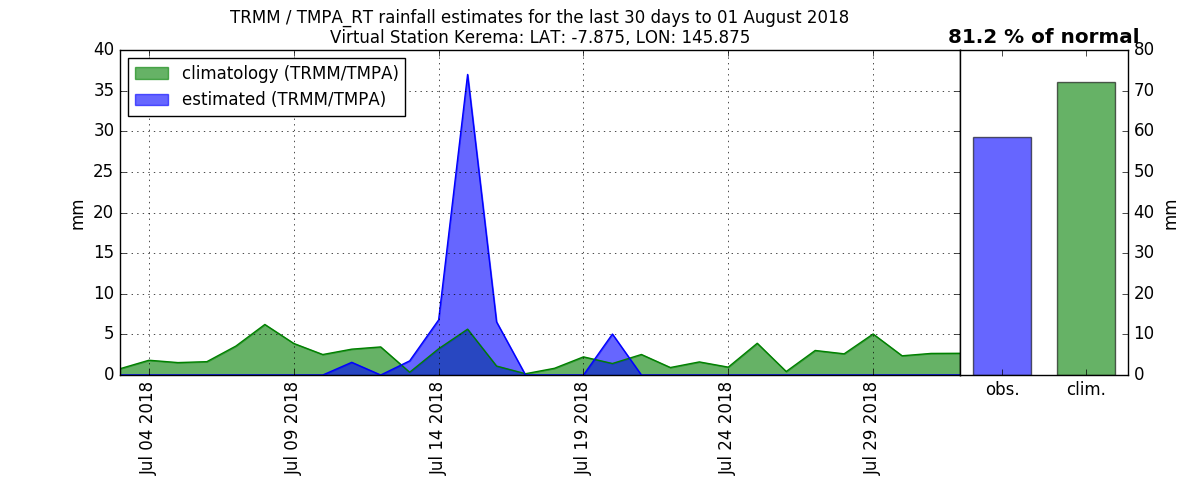 TRMM / TMPA_RT rainfall estimates for the last 30 days to 01 August 2018
Virtual Station Kerema: LAT: -7.875, LON: 145.875
81.2 % of normal
climatology (TRMM/TMPA)
estimated (TRMM/TMPA)
40
35
30
25
20
15
10
5
0
mm
Jul 04 2018
Jul 09 2018
Jul 14 2018
Jul 19 2018
Jul 24 2018
Jul 29 2018
obs.
clim.
80
70
60
50
40
30
20
10
0
mm